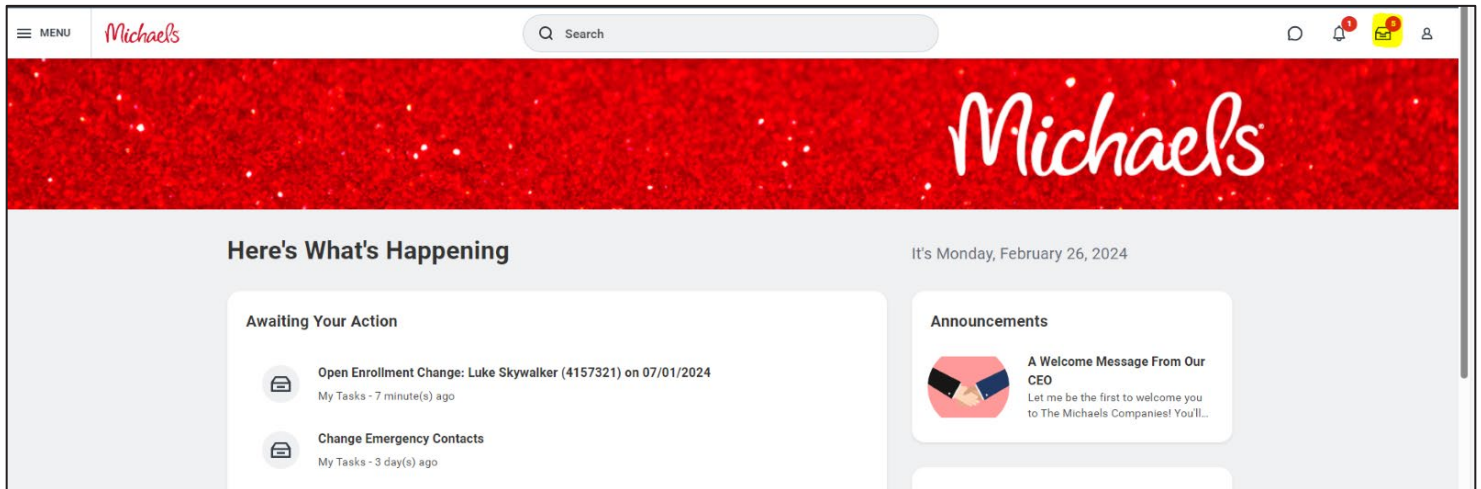 MENU
Michaels
Search
1
5
Michaels
Here's What's Happening
It's Monday, February 26, 2024
Awaiting Your Action
Open Enrollment Change: Luke Skywalker (4157321) on 07/01/2024
My Tasks - 7 minute(s) ago
Change Emergency Contacts
My Tasks - 3 day(s) ago
Announcements
A Welcome Message From Our
CEO
Let me be the first to welcome you
to The Michaels Companies! You'll...